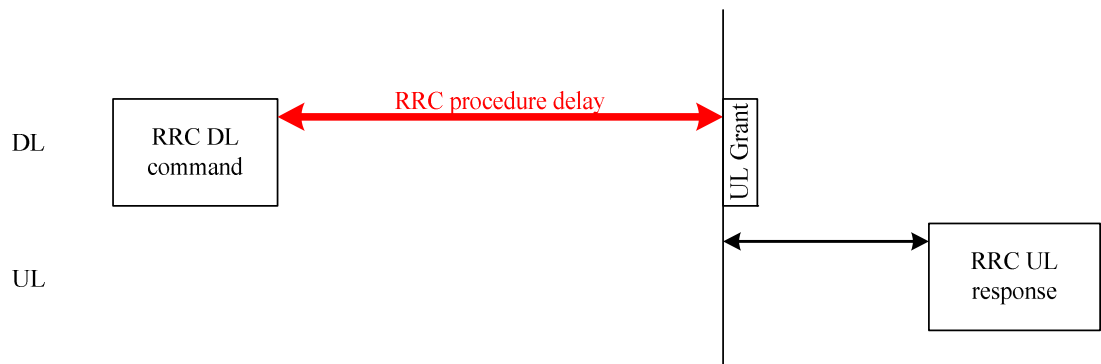 RRC procedure delay
DL
RRC DL
command
UL Grant
UL
RRC UL
response